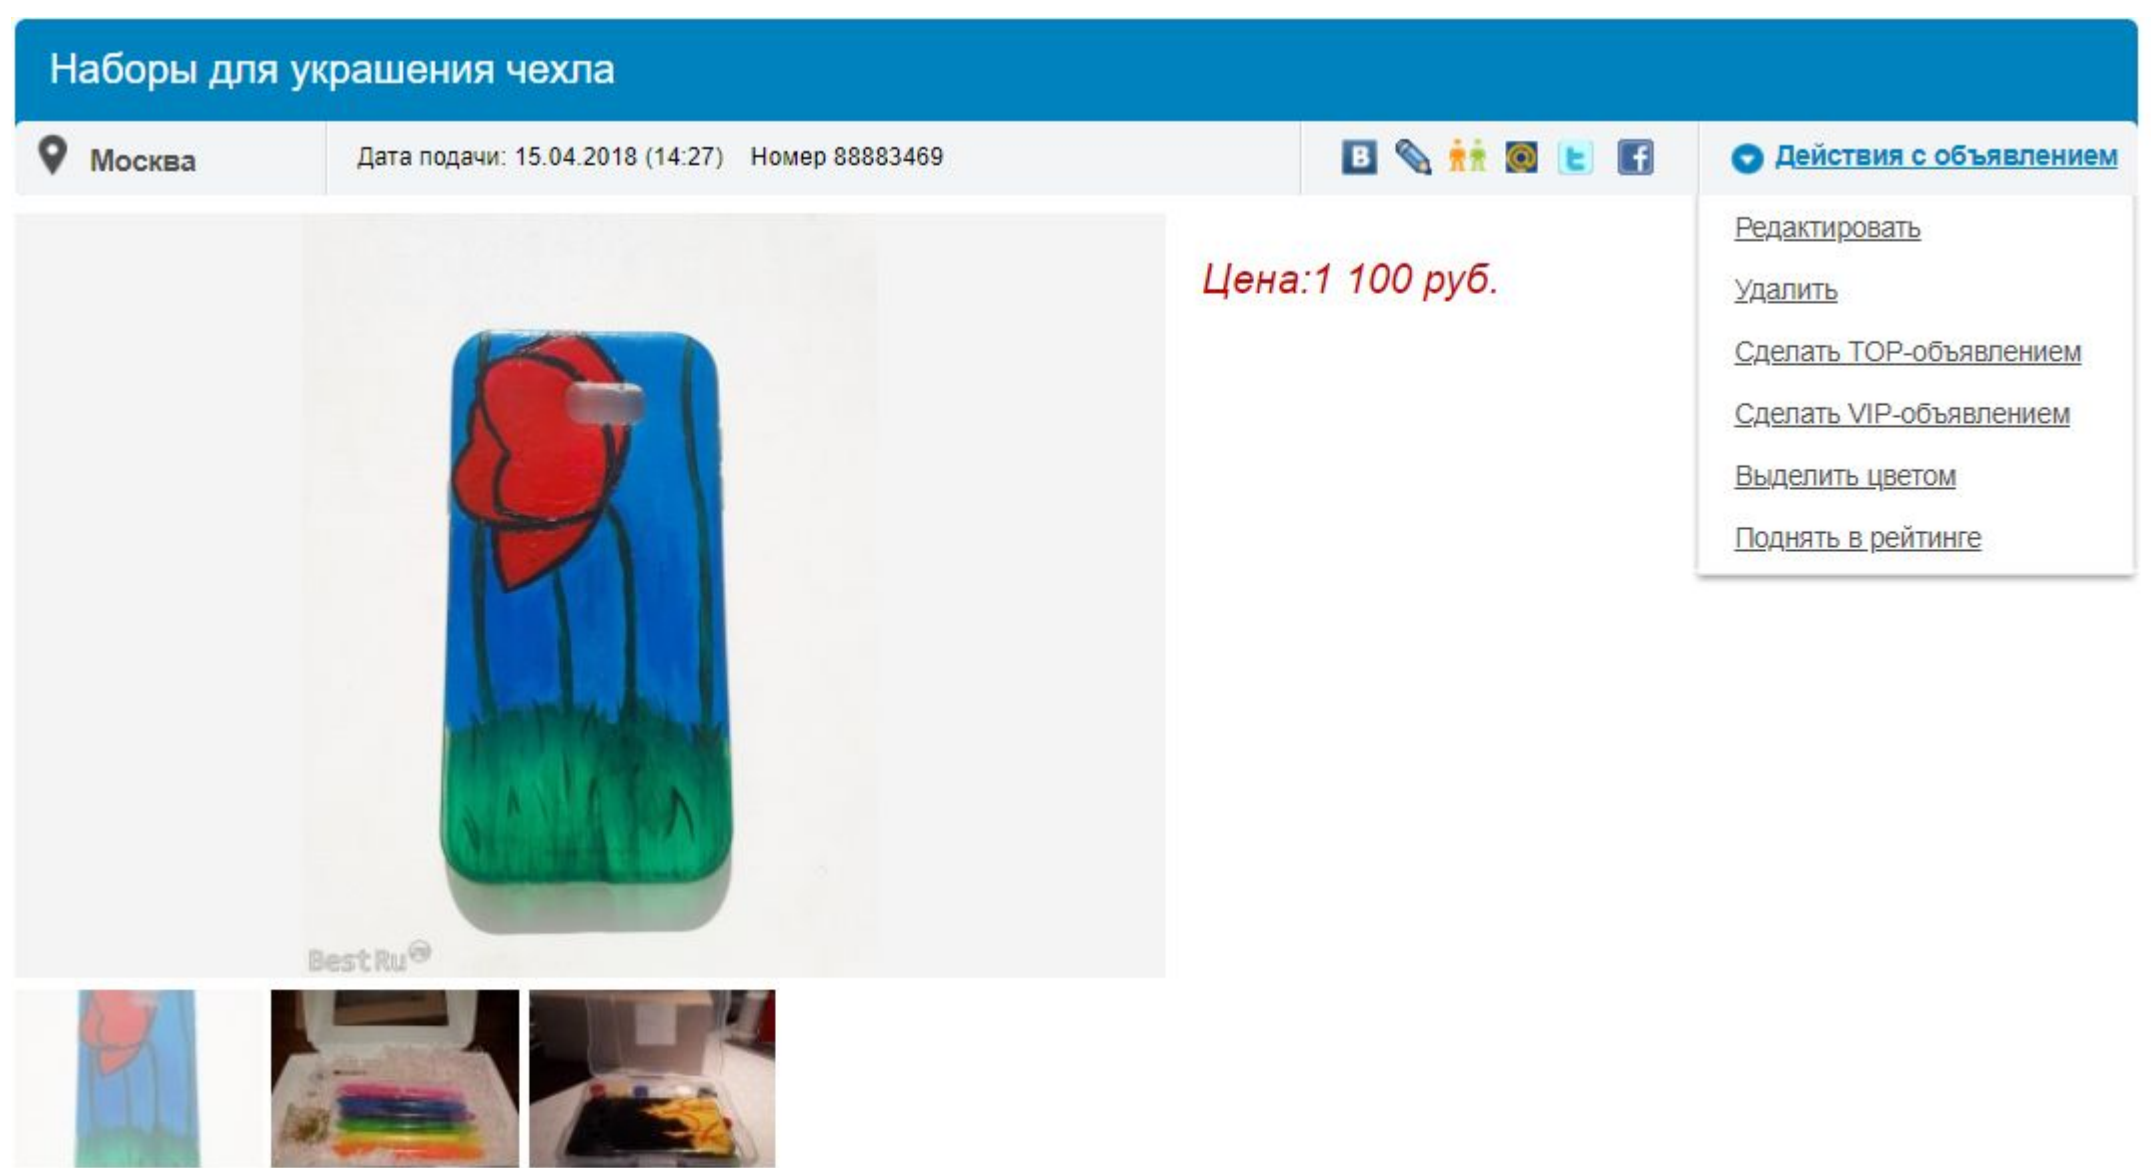 Наборы для украшения чехла
Москва
Дата подачи: 15.04.2018 (14:27) Номер 88883469
Действия с объявлением
Цена:1 100 руб.
Редактировать
Удалить
Сделать TOP-объявлением
Сделать VIP-объявлением
Выделить цветом
Поднять в рейтинге
BestRu